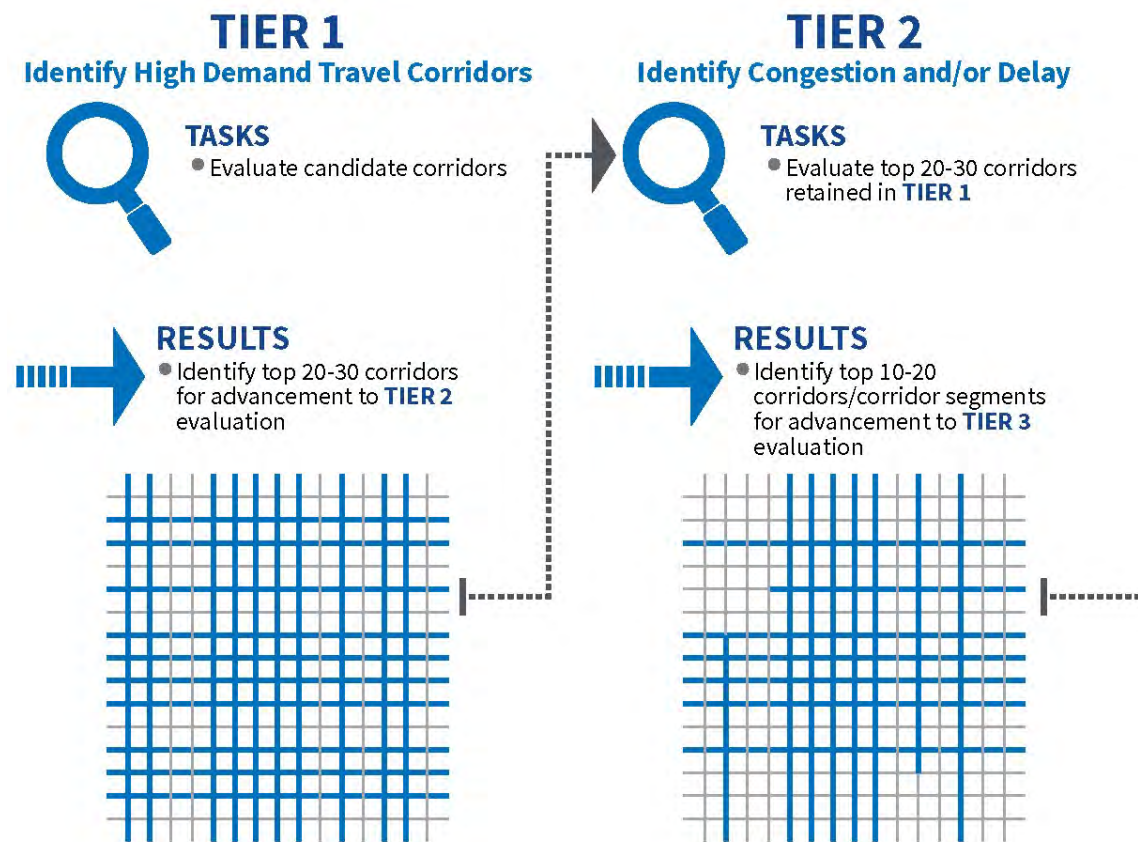 TIER 1
Identify High Demand Travel Corridors
TASKS
Evaluate candidate corridors
RESULTS
Identify top 20-30 corridors
for advancement to TIER 2
evaluation
TIER 2
Identify Congestion and/or Delay
TASKS
Evaluate top 20-30 corridors
retained in TIER 1
RESULTS
Identify top 10-20
corridors/corridor segments
for advancement to TIER 3
evaluation